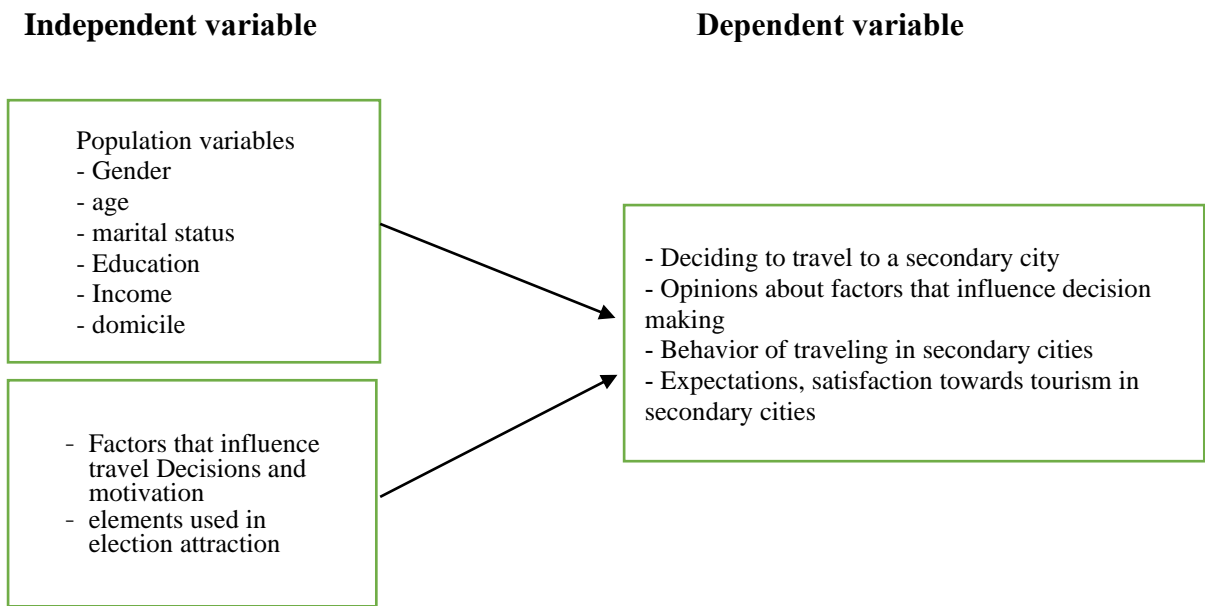 Independent variable
Dependent variable
Population variables
- Gender
- age
- marital status
- Education
- Income
- domicile
- Factors that influence
travel Decisions and
motivation
- elements used in
election attraction
- Deciding to travel to a secondary city
- Opinions about factors that influence decision
making
- Behavior of traveling in secondary cities
- Expectations, satisfaction towards tourism in
secondary cities